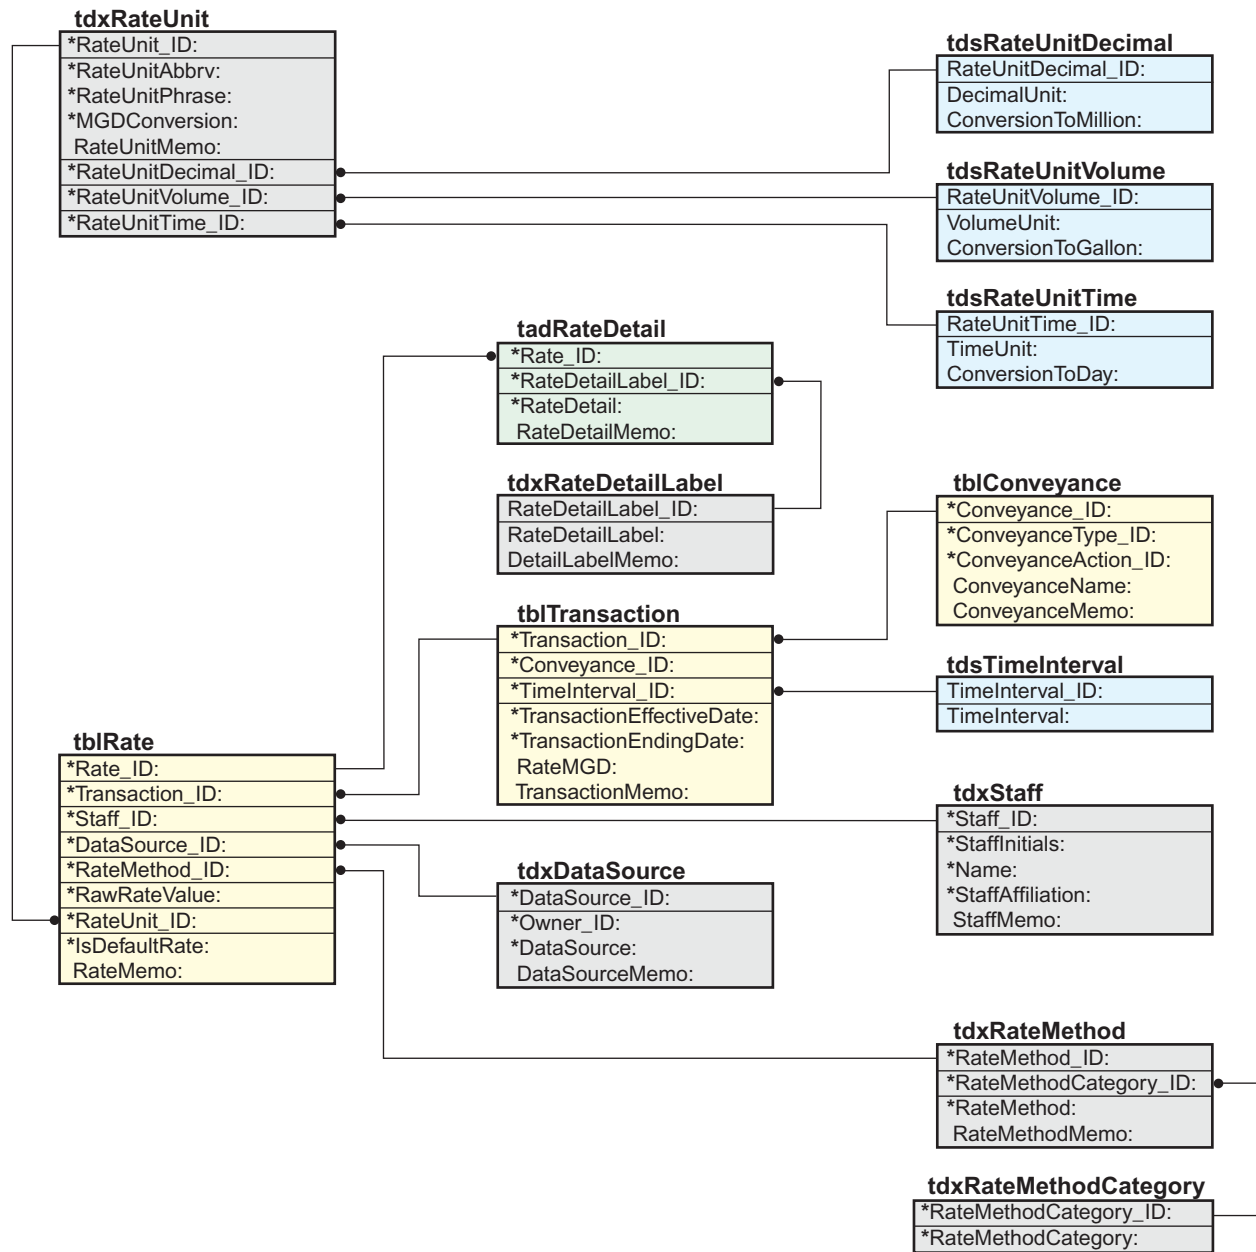 tdxRateUnit
*RateUnit_ID:
*RateUnitAbbrv:
*RateUnitPhrase:
*MGDConversion:
RateUnitMemo:
*RateUnitDecimal_ID:
*RateUnitVolume_ID:
*RateUnitTime_ID:
tdsRateUnitDecimal
RateUnitDecimal_ID:
DecimalUnit:
ConversionToMillion:
tdsRateUnitVolume
RateUnitVolume_ID:
VolumeUnit:
ConversionToGallon:
tdsRateUnitTime
RateUnitTime_ID:
TimeUnit:
ConversionToDay:
tadRateDetail
*Rate_ID:
*RateDetailLabel_ID:
*RateDetail:
RateDetailMemo:
tdxRateDetailLabel
RateDetailLabel_ID:
RateDetailLabel:
DetailLabelMemo:
tblConveyance
*Conveyance_ID:
*ConveyanceType_ID:
*ConveyanceAction_ID:
ConveyanceName:
ConveyanceMemo:
tblTransaction
*Transaction_ID:
*Conveyance_ID:
*TimeInterval_ID:
*TransactionEffectiveDate:
*TransactionEndingDate:
RateMGD:
TransactionMemo:
tdsTimeInterval
TimeInterval_ID:
TimeInterval:
tblRate
*Rate_ID:
*Transaction_ID:
*Staff_ID:
*DataSource_ID:
*RateMethod_ID:
*RawRateValue:
*RateUnit_ID:
*IsDefaultRate:
RateMemo:
tdxStaff
*Staff_ID:
*StaffInitials:
*Name:
*StaffAffiliation:
StaffMemo:
tdxDataSource
*DataSource_ID:
*Owner_ID:
*DataSource:
DataSourceMemo:
tdxRateMethod
*RateMethod_ID:
*RateMethodCategory_ID:
*RateMethod:
RateMethodMemo:
tdxRateMethodCategory
*RateMethodCategory_ID:
*RateMethodCategory: